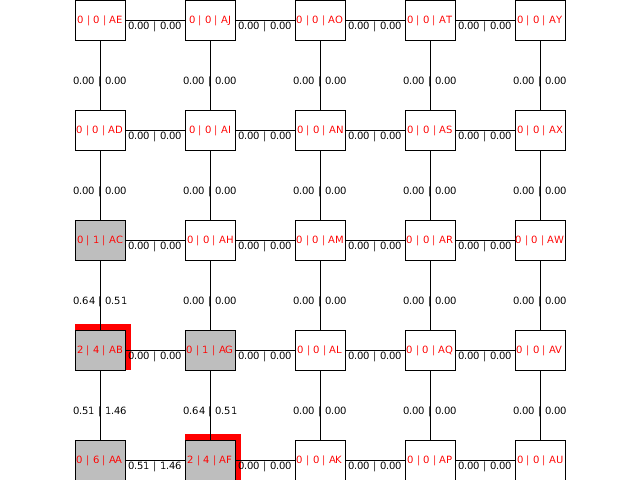 0 | 0 | AE 0.00 | 0.00 0 | 0 | AJ 0.00 | 0.00 0 | 0 | AO 0.00 | 0.00 0 | 0 | AT 0.00 | 0.00 0 | 0 | AY
0.00 | 0.00 0.00 | 0.00 0.00 | 0.00 0.00 | 0.00 0.00 | 0.00
0 | 0 | AD 0.00 | 0.00 0 | 0 | AI 0.00 | 0.00 0 | 0 | AN 0.00 | 0.00 0 | 0 | AS 0.00 | 0.00 0 | 0 | AX
0.00 | 0.00 0.00 | 0.00 0.00 | 0.00 0.00 | 0.00 0.00 | 0.00
0 | 1 | AC 0.00 | 0.00 0 | 0 | AH 0.00 | 0.00 0 | 0 | AM 0.00 | 0.00 0 | 0 | AR 0.00 | 0.00 0 | 0 | AW
0.64 | 0.51 0.00 | 0.00 0.00 | 0.00 0.00 | 0.00 0.00 | 0.00
2 | 4 | AB 0.00 | 0.00 0 | 1 | AG 0.00 | 0.00 0 | 0 | AL 0.00 | 0.00 0 | 0 | AQ 0.00 | 0.00 0 | 0 | AV
0.51 | 1.46 0.64 | 0.51 0.00 | 0.00 0.00 | 0.00 0.00 | 0.00
0 | 6 | AA 0.51 | 1.46 2 | 4 | AF 0.00 | 0.00 0 | 0 | AK 0.00 | 0.00 0 | 0 | AP 0.00 | 0.00 0 | 0 | AU